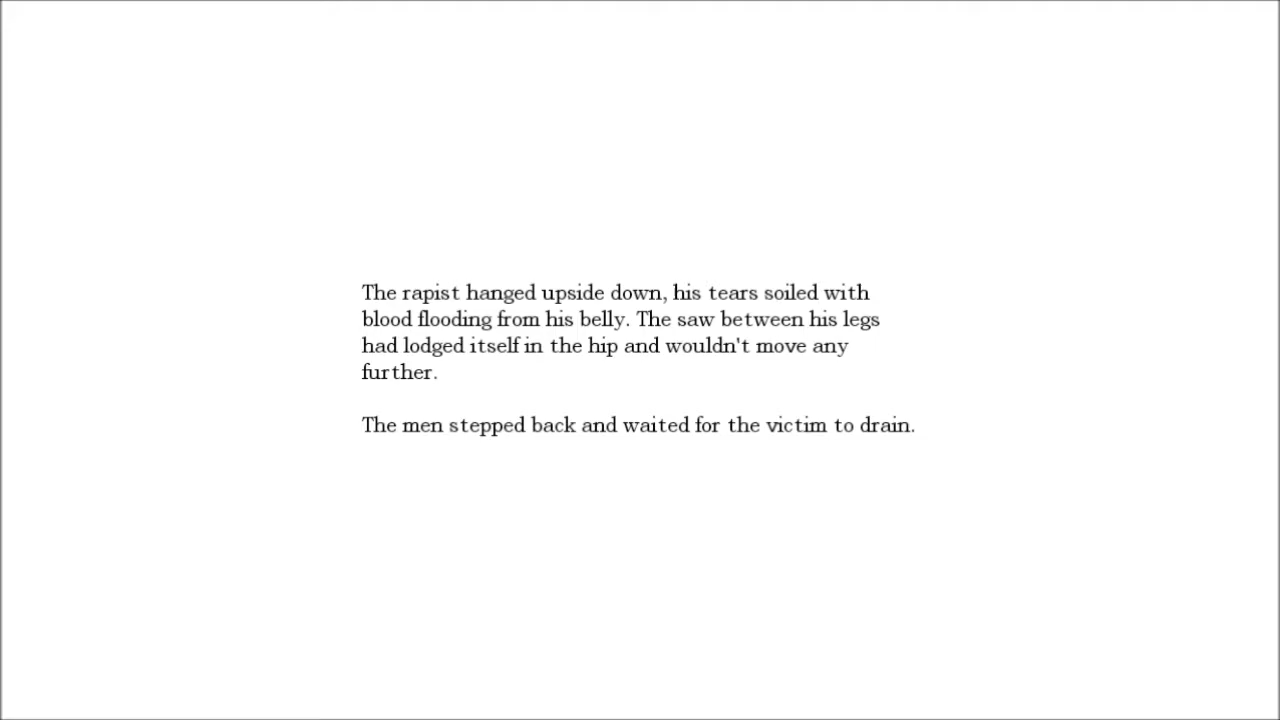 The rapist hanged upside down, his tears soiled with
blood flooding from his belly. The saw between his legs
had lodged itself in the hip and wouldn't move any
further.
The men stepped back and waited for the victim to drain.